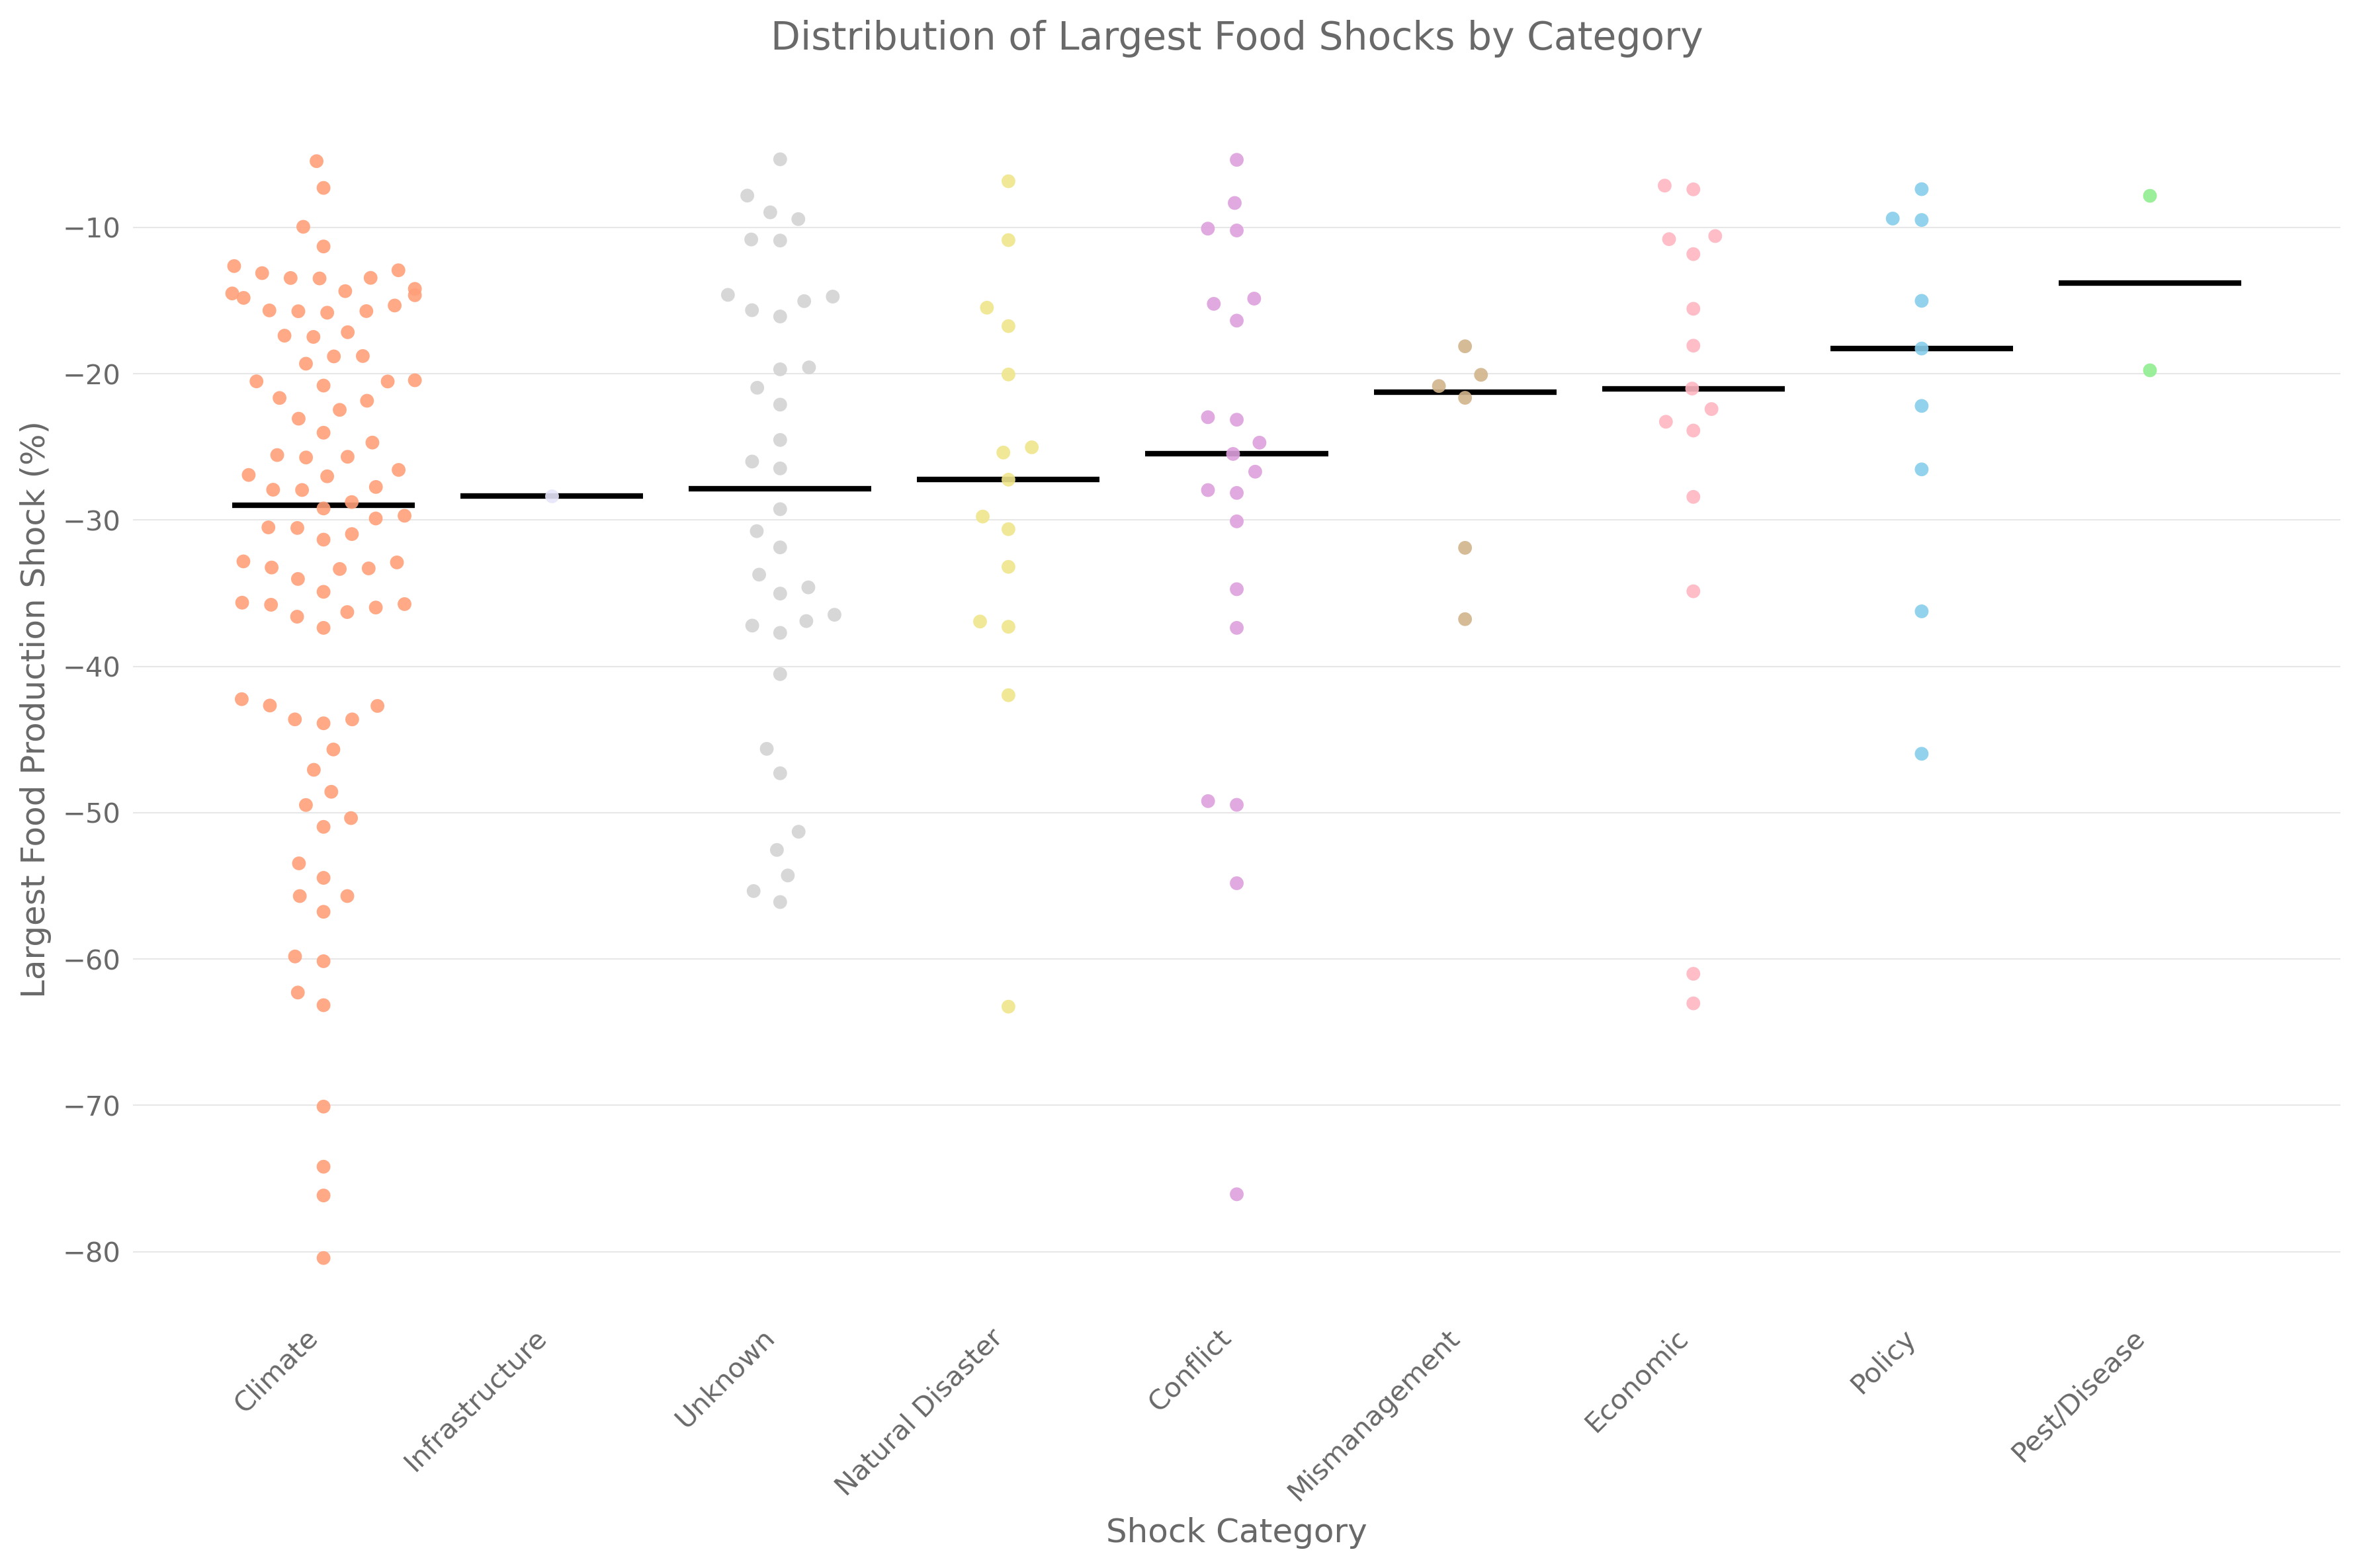 Distribution of Largest Food Shocks by Category
Largest Food Production Shock (%)
−10
−20
−30
−40
−50
−60
−70
−80
Climate
Infrastructure
Unknown
Natural Disaster
Conflict
Mismanagement
Economic
Policy
Pest/Disease
Shock Category